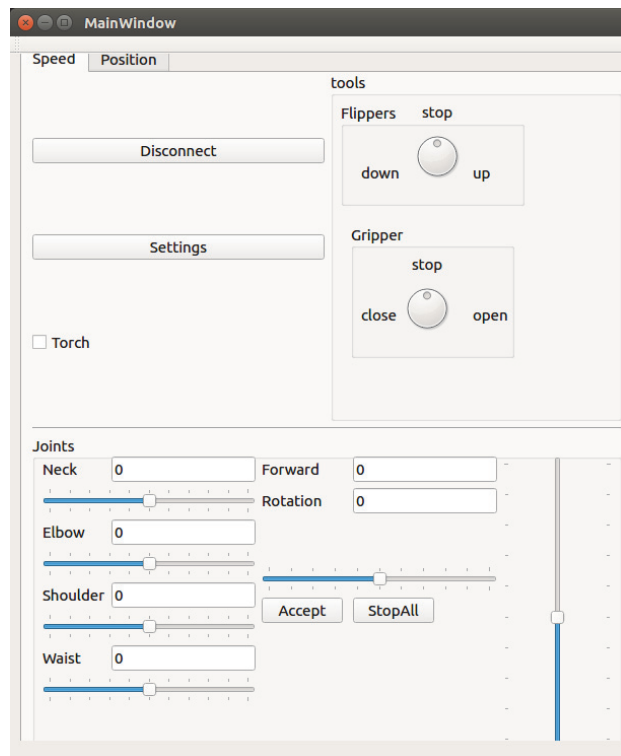 MainWindow
Speed Position
tools
Flippers stop
down up
Disconnect
Gripper
stop
close open
Settings
Torch
Joints
Neck 0 Forward 0
Rotation 0
Elbow 0
Shoulder 0
Accept StopAll
Waist 0